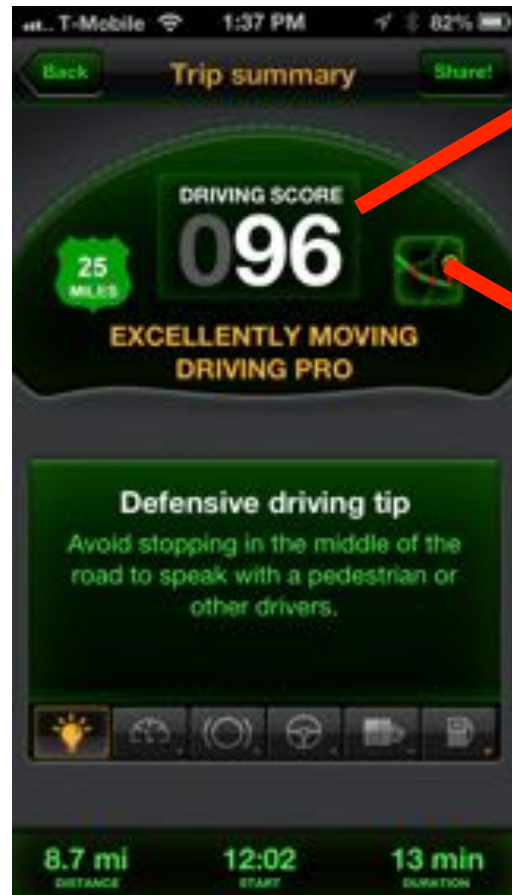 T-Mobile 1:37 PM 82%
Back Trip summary Share!
DRIVING SCORE
096
25
MILES
EXCELLENTLY MOVING
DRIVING PRO
Defensive driving tip
Avoid stopping in the middle of the
road to speak with a pedestrian or
other drivers.
8.7 mi 12:02 13 min
DISTANCE START DURATION